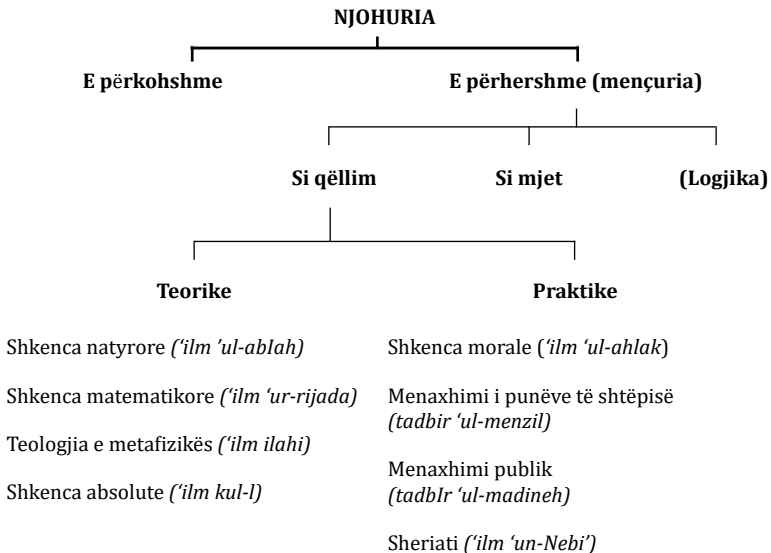 NJOHURIA
E përkohshme
E përhershme (mençuria)
Si qëllim
Si mjet
(Logjika)
Teorike
Praktike
Shkenca natyrore (‘ilm ’ul-abIah)
Shkenca matematikore (‘ilm ‘ur-rijada)
Teologjia e metafizikës (‘ilm ilahi)
Shkenca absolute (‘ilm kul-l)
Shkenca morale (‘ilm ‘ul-ahlak)
Menaxhimi i punëve të shtëpisë
(tadbir ‘ul-menzil)
Menaxhimi publik
(tadbIr ‘ul-madineh)
Sheriati (‘ilm ‘un-Nebi’)